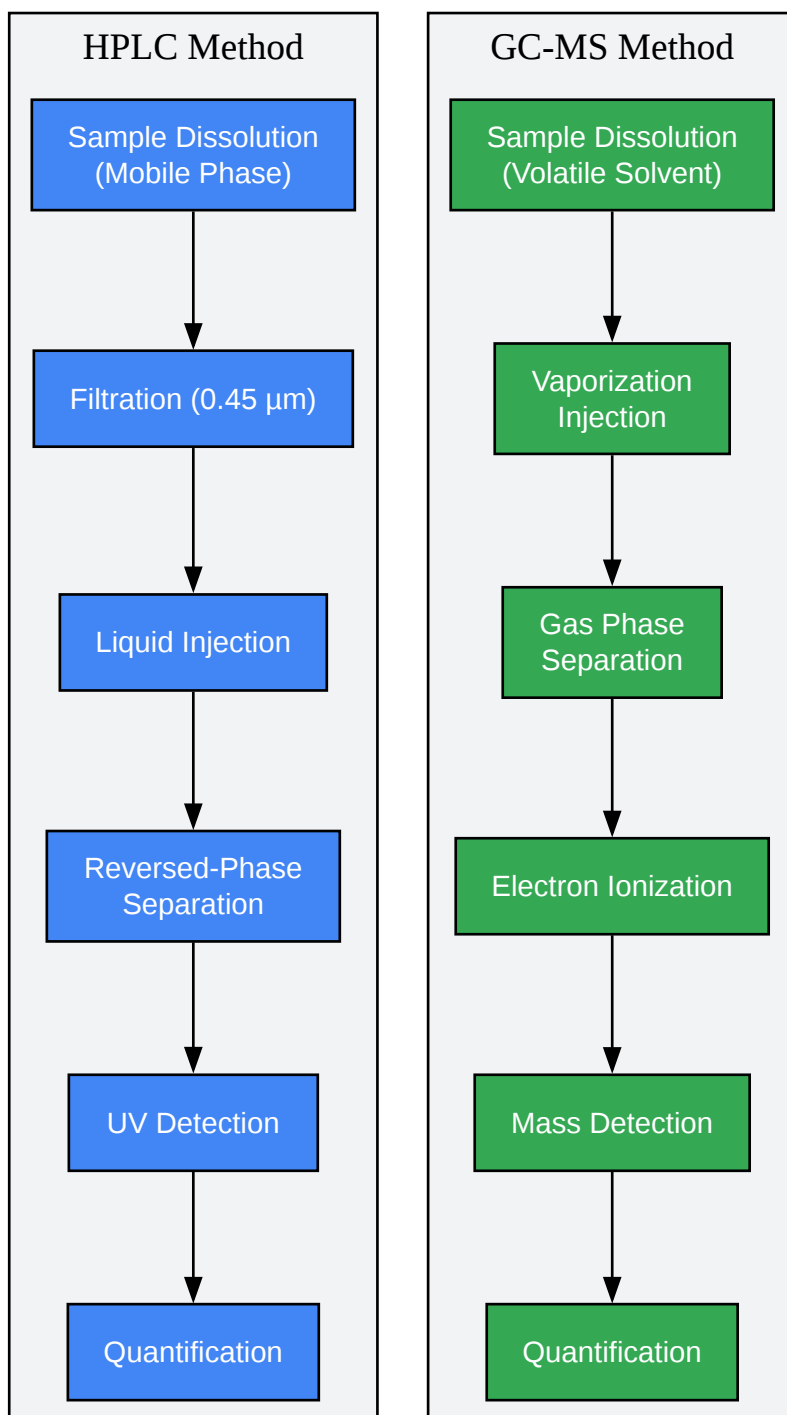 HPLC Method
Sample Dissolution
(Mobile Phase)
Filtration (0.45 µm)
Liquid Injection
Reversed-Phase
Separation
UV Detection
Quantification
GC-MS Method
Sample Dissolution
(Volatile Solvent)
Vaporization
Injection
Gas Phase
Separation
Electron Ionization
Mass Detection
Quantification